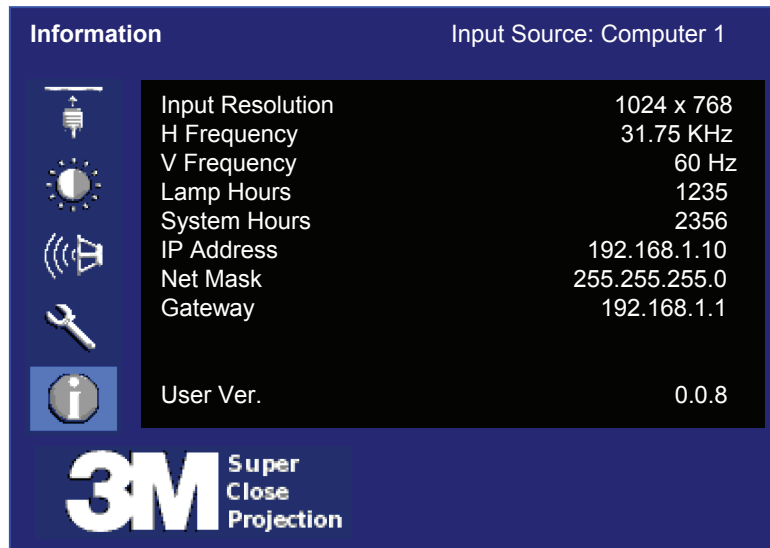 Information Input Source: Computer 1
Input Resolution 1024 x 768
H Frequency 31.75 KHz
V Frequency 60 Hz
Lamp Hours 1235
System Hours 2356
IP Address 192.168.1.10
Net Mask 255.255.255.0
Gateway 192.168.1.1
User Ver. 0.0.8
3M Super
Close
Projection